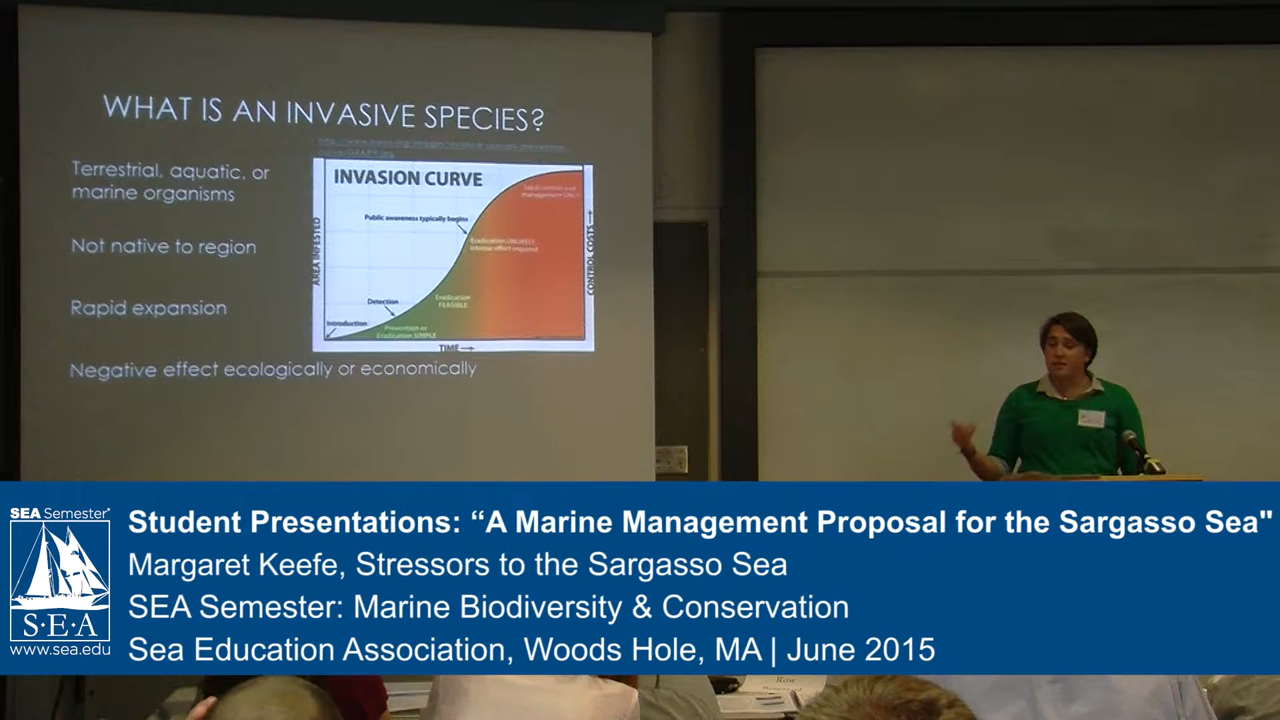 WHAT IS AN INVASIVE SPECIES?
Terrestrial, aquatic, or
marine organisms
Not native to region
Rapid expansion
Negative effect ecologically or economically
INVASION CURVE
Public awareness typically begins
Eradication UNLIKELY,
intense effort required
Detection
Eradication
FEASIBLE
Introduction
Prevention or
Eradication SIMPLE
Management ONLY
AREA INFESTED
CONTROL COSTS →
TIME →
SEA Semester®
S·E·A
www.sea.edu
Student Presentations: “A Marine Management Proposal for the Sargasso Sea"
Margaret Keefe, Stressors to the Sargasso Sea
SEA Semester: Marine Biodiversity & Conservation
Sea Education Association, Woods Hole, MA | June 2015